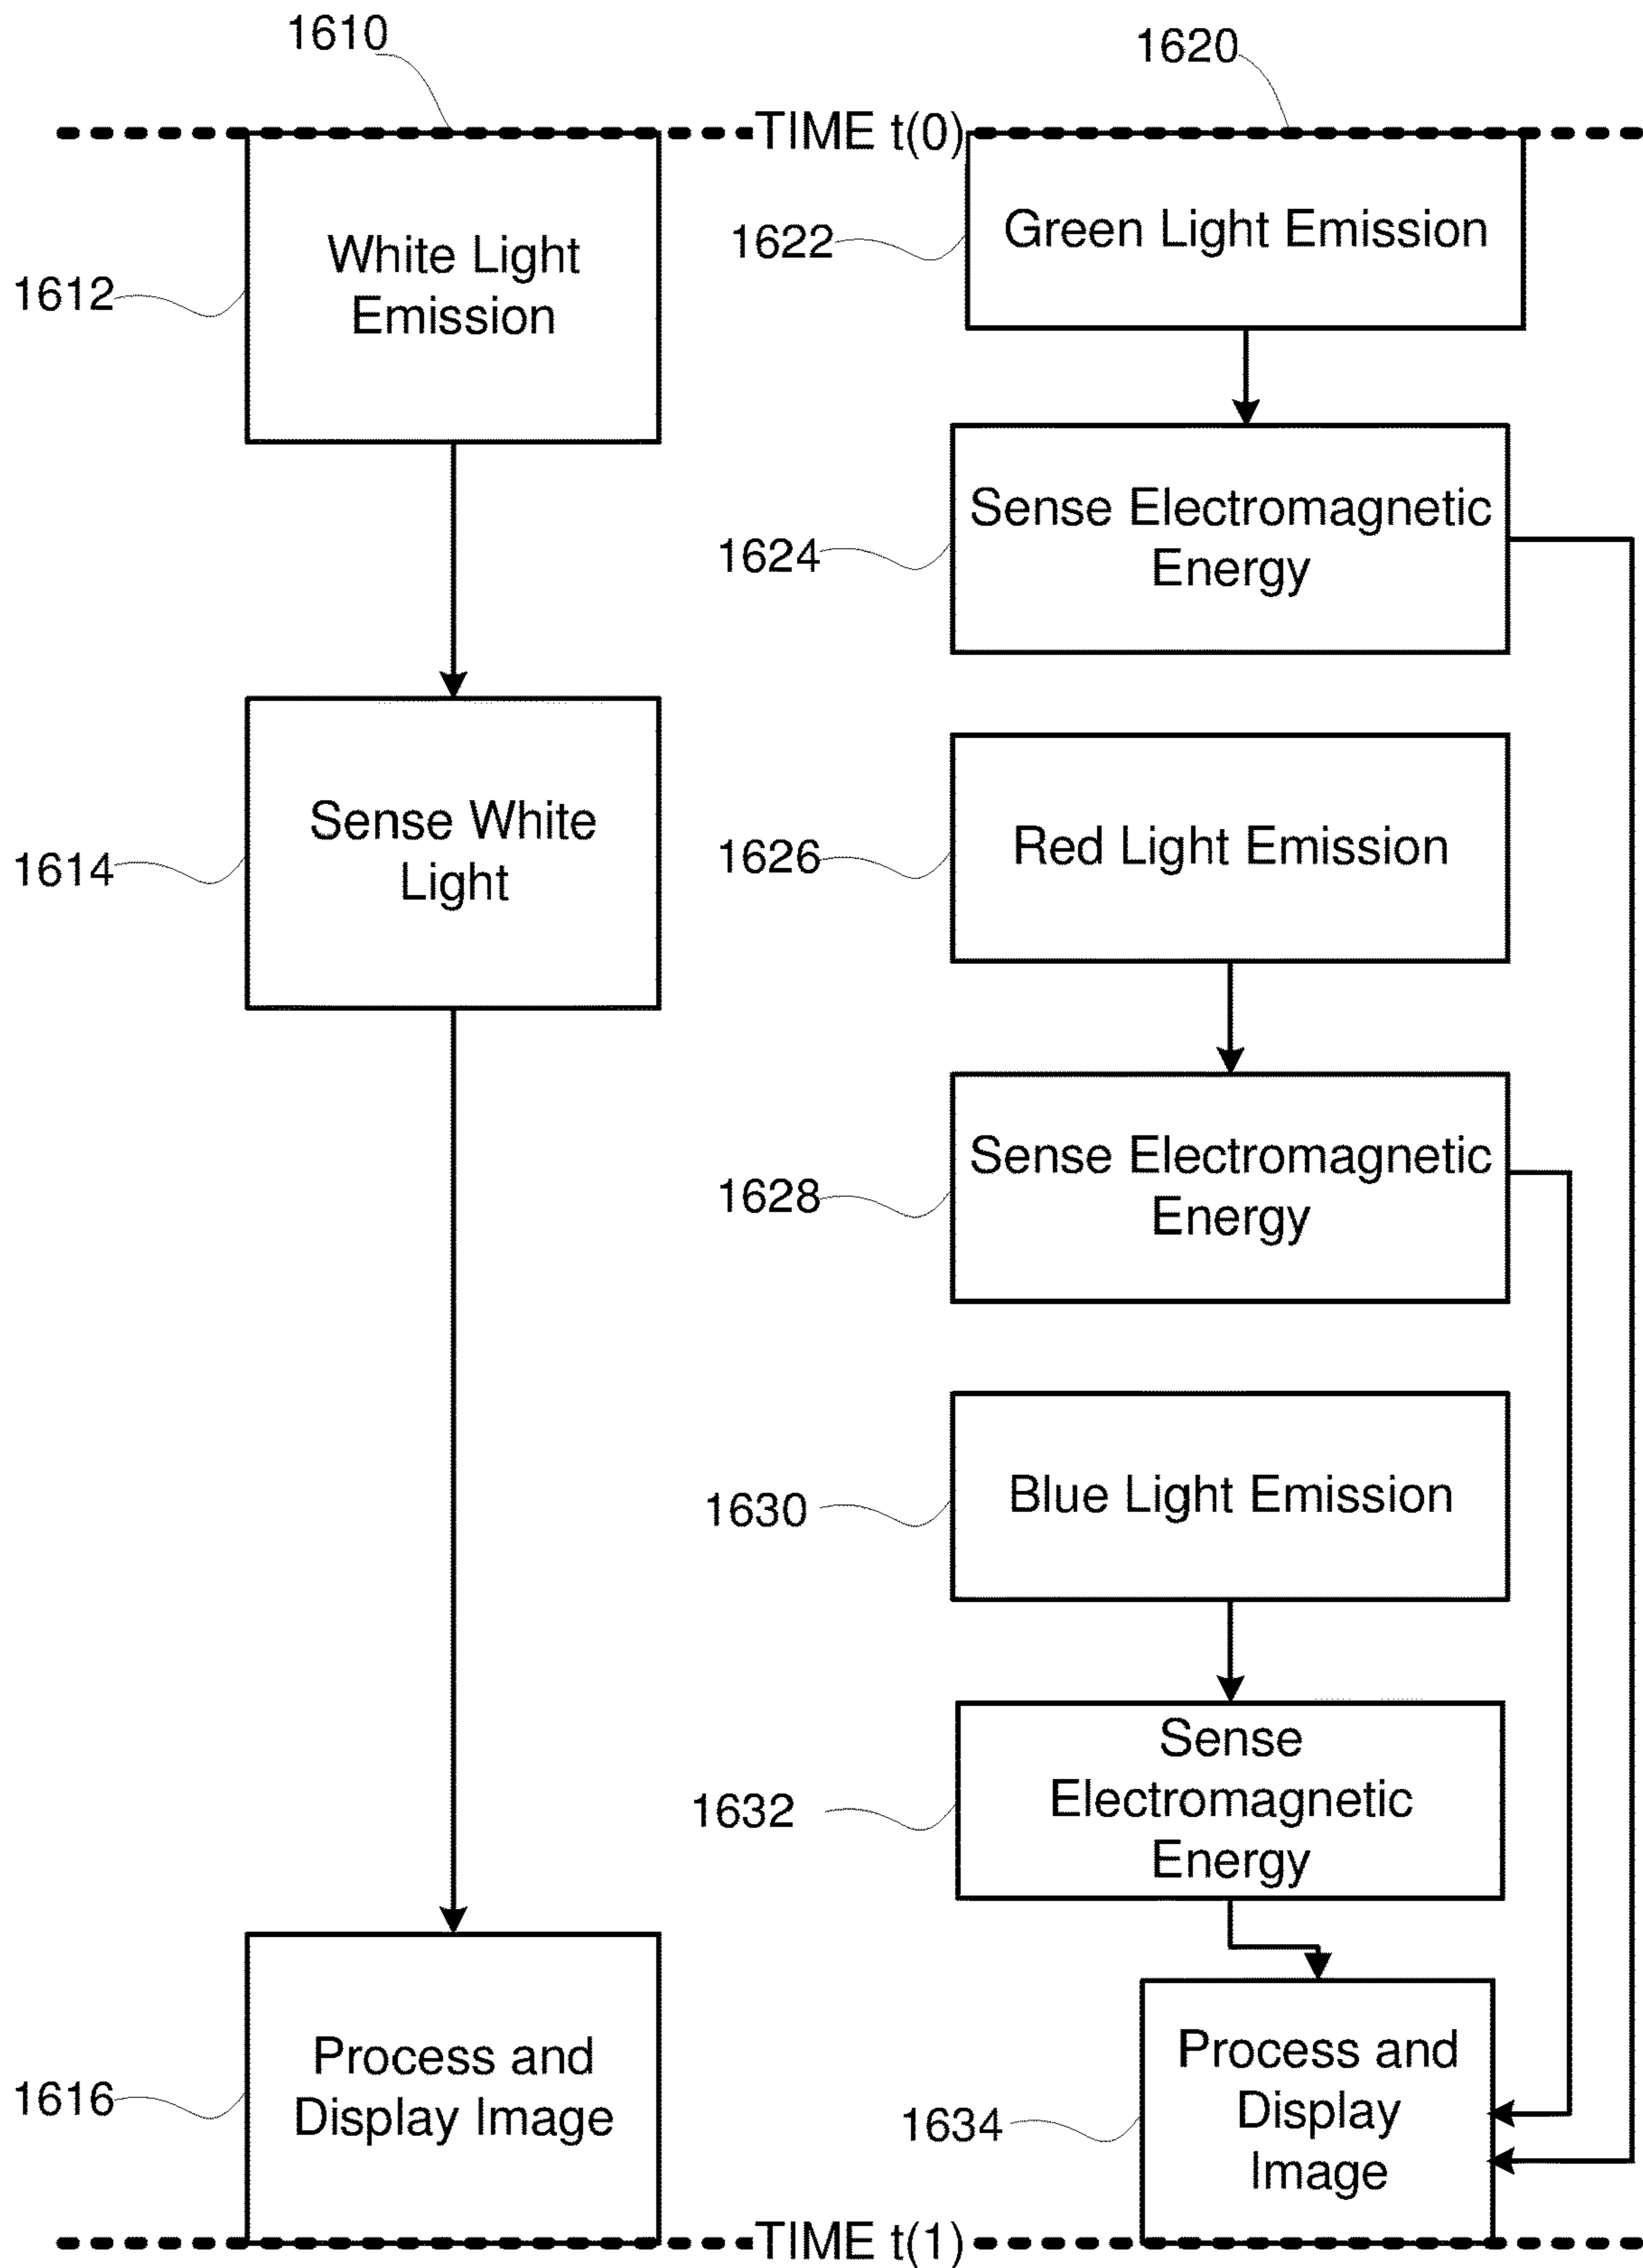 1610
1620
TIME t(0)
1612
White Light
Emission
1622
Green Light Emission
1624
Sense Electromagnetic
Energy
1614
Sense White
Light
1626
Red Light Emission
1628
Sense Electromagnetic
Energy
1630
Blue Light Emission
1632
Sense
Electromagnetic
Energy
1616
Process and
Display Image
1634
Process and
Display
Image
TIME t(1)